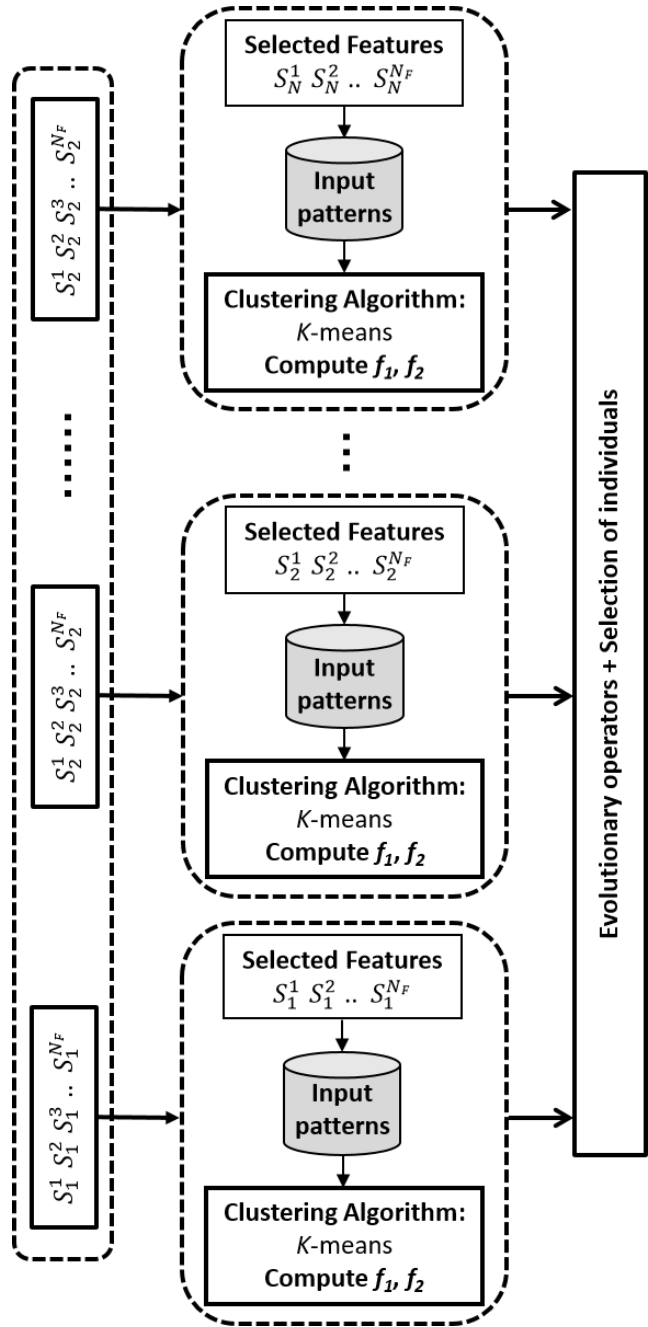 S_2^1 S_2^2 S_2^3 .. S_2^{N_F}
Selected Features
S_N^1 S_N^2 .. S_N^{N_F}
Input
patterns
Clustering Algorithm:
K-means
Compute f_1, f_2
......
...
S_2^1 S_2^2 S_2^3 .. S_2^{N_F}
Selected Features
S_2^1 S_2^2 .. S_2^{N_F}
Input
patterns
Clustering Algorithm:
K-means
Compute f_1, f_2
S_1^1 S_1^2 S_1^3 .. S_1^{N_F}
Selected Features
S_1^1 S_1^2 .. S_1^{N_F}
Input
patterns
Clustering Algorithm:
K-means
Compute f_1, f_2
Evolutionary operators + Selection of individuals